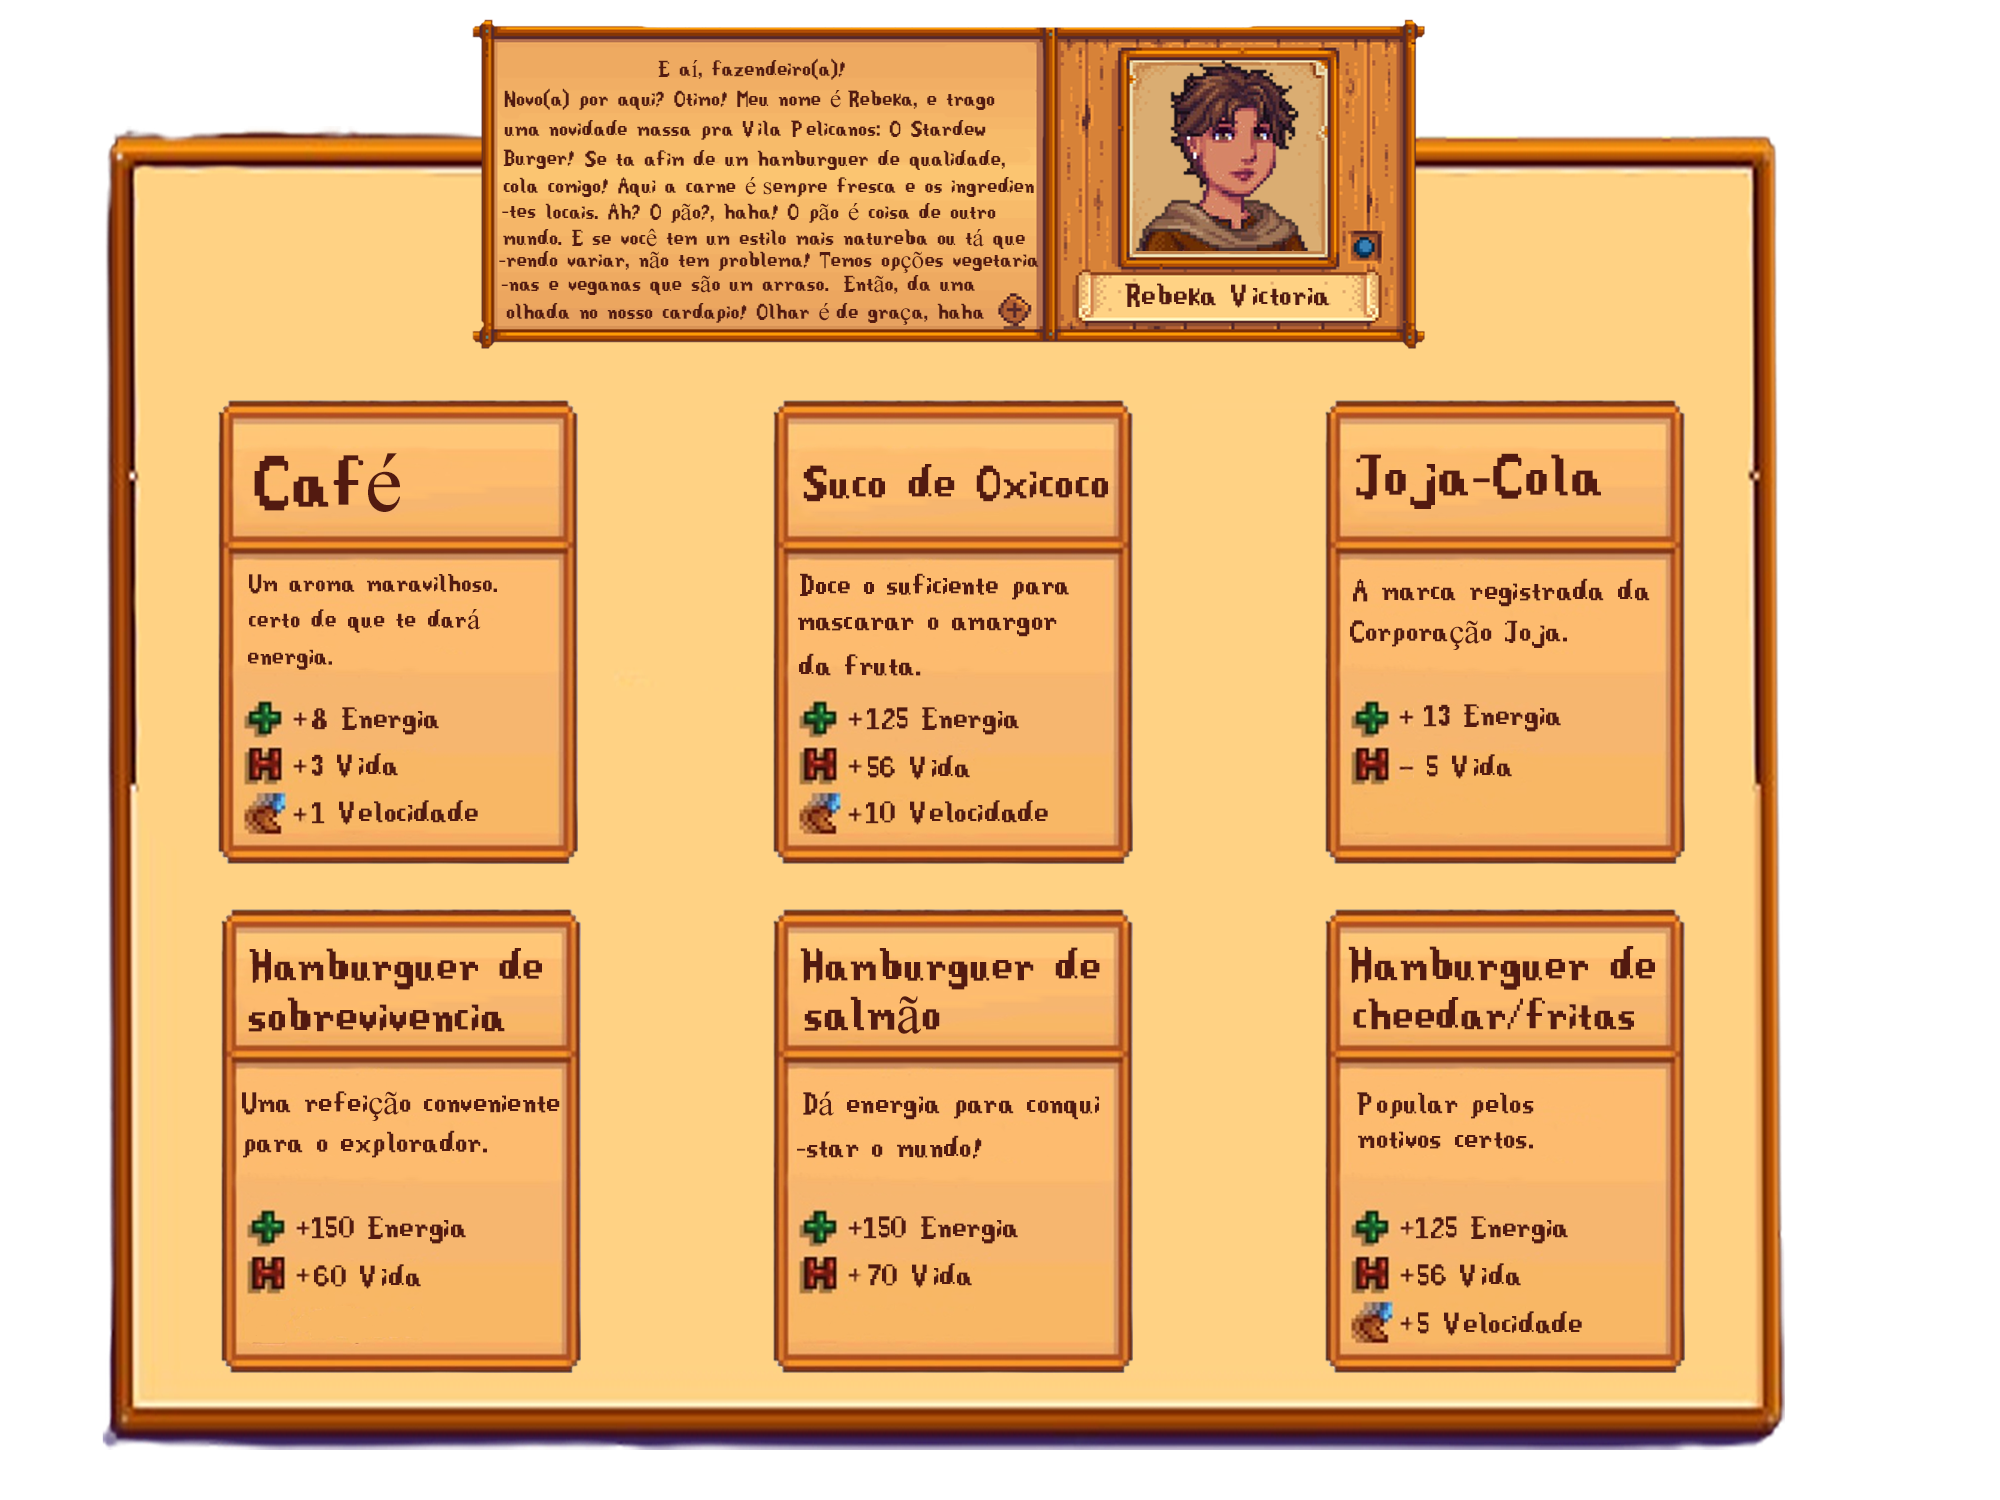 E aí, fazendeiro(a)!
Novo(a) por aqui? Otimo! Meu nome é Rebeka, e trago
uma novidade massa pra Vila Pelicanos: O Stardew
Burger! Se ta afim de um hamburguer de qualidade,
cola comigo! Aqui a carne é sempre fresca e os ingredien
-tes locais. Ah? O pão?, haha! O pão é coisa de outro
mundo. E se você tem um estilo mais natureba ou tá que
-rendo variar, não tem problema! Temos opções vegetaria
-nas e veganas que são um arraso. Então, da uma
olhada no nosso cardapio! Olhar é de graça, haha
Rebeka Victoria
Café
Um aroma maravilhoso.
certo de que te dará
energia.
+8 Energia
+3 Vida
+1 Velocidade
Suco de Oxicoco
Doce o suficiente para
mascarar o amargor
da fruta.
+125 Energia
+56 Vida
+10 Velocidade
Joja-Cola
A marca registrada da
Corporação Joja.
+ 13 Energia
- 5 Vida
Hamburguer de
sobrevivencia
Uma refeição conveniente
para o explorador.
+150 Energia
+60 Vida
Hamburguer de
salmão
Dá energia para conqui
-star o mundo!
+150 Energia
+70 Vida
Hamburguer de
cheedar/fritas
Popular pelos
motivos certos.
+125 Energia
+56 Vida
+5 Velocidade